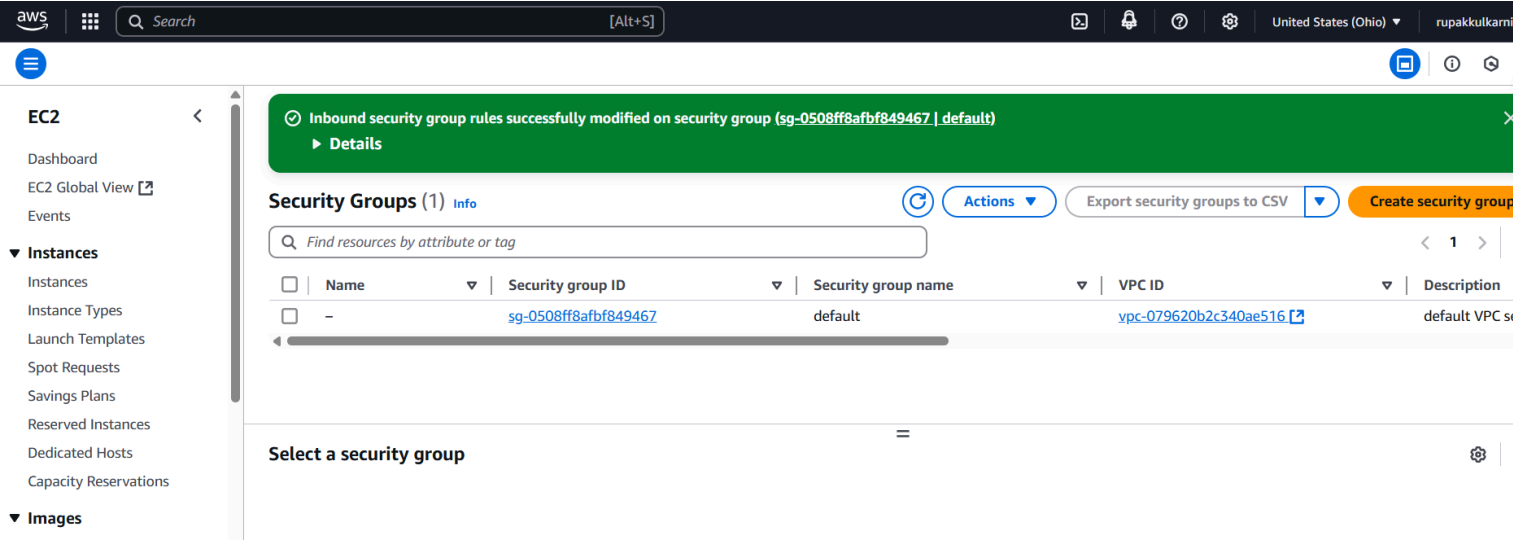 aws
Search [Alt+S]
United States (Ohio)
rupakkulkarni
EC2
Dashboard
EC2 Global View
Events
Instances
Instances
Instance Types
Launch Templates
Spot Requests
Savings Plans
Reserved Instances
Dedicated Hosts
Capacity Reservations
Images
Inbound security group rules successfully modified on security group (sg-0508ff8afbf849467 | default)
Details
Security Groups (1) Info
Actions
Export security groups to CSV
Create security group
Find resources by attribute or tag
1
Name Security group ID Security group name VPC ID Description
– sg-0508ff8afbf849467 default vpc-079620b2c340ae516 default VPC se
Select a security group